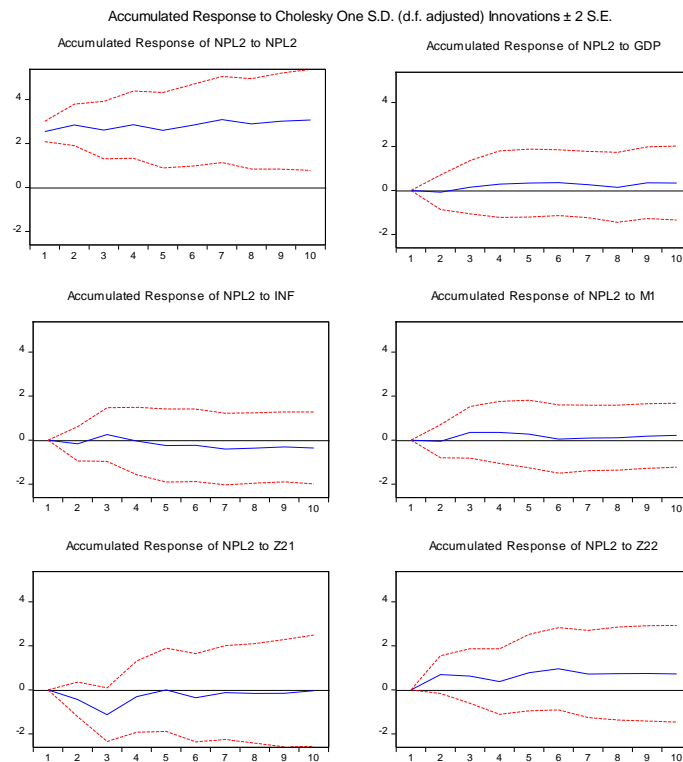 Accumulated Response to Cholesky One S.D. (d.f. adjusted) Innovations ± 2 S.E.
Accumulated Response of NPL2 to NPL2
4
2
0
-2
1 2 3 4 5 6 7 8 9 10
Accumulated Response of NPL2 to GDP
4
2
0
-2
1 2 3 4 5 6 7 8 9 10
Accumulated Response of NPL2 to INF
4
2
0
-2
1 2 3 4 5 6 7 8 9 10
Accumulated Response of NPL2 to M1
4
2
0
-2
1 2 3 4 5 6 7 8 9 10
Accumulated Response of NPL2 to Z21
4
2
0
-2
1 2 3 4 5 6 7 8 9 10
Accumulated Response of NPL2 to Z22
4
2
0
-2
1 2 3 4 5 6 7 8 9 10